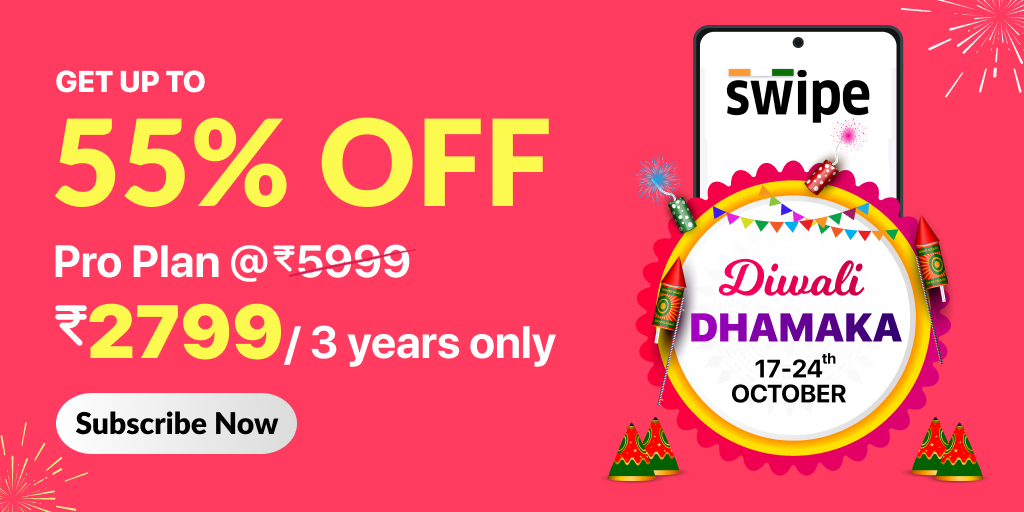 GET UP TO
55% OFF
Pro Plan @ ₹5999
₹2799/ 3 years only
Subscribe Now
swipe
Diwali
DHAMAKA
17-24th
OCTOBER